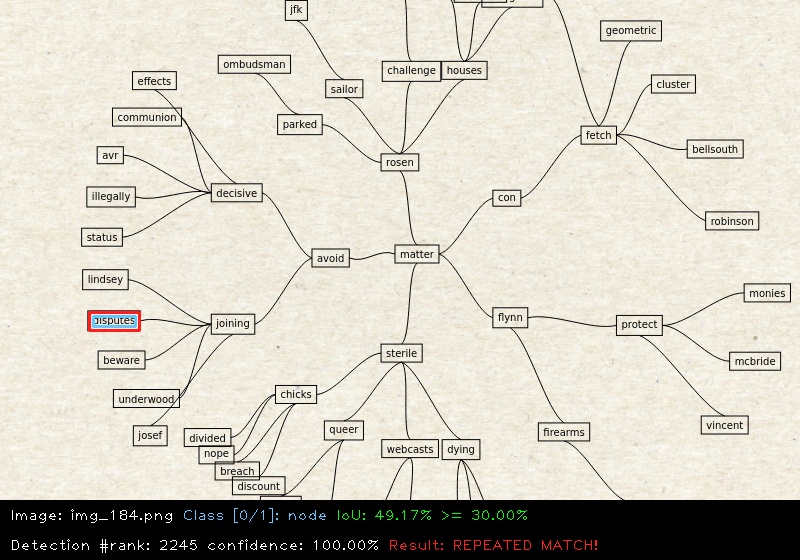 jfk
geometric
ombudsman
challenge
houses
effects
sailor
cluster
communion
parked
fetch
bellsouth
avr
rosen
illegally
decisive
con
robinson
status
avoid
matter
lindsey
monies
disputes
joining
flynn
protect
beware
sterile
mcbride
underwood
chicks
josef
divided
queer
firearms
vincent
nope
webcasts
dying
breach
discount
Image: img_184.png Class [0/1]: node IoU: 49.17% >= 30.00%
Detection #rank: 2245 confidence: 100.00% Result: REPEATED MATCH!